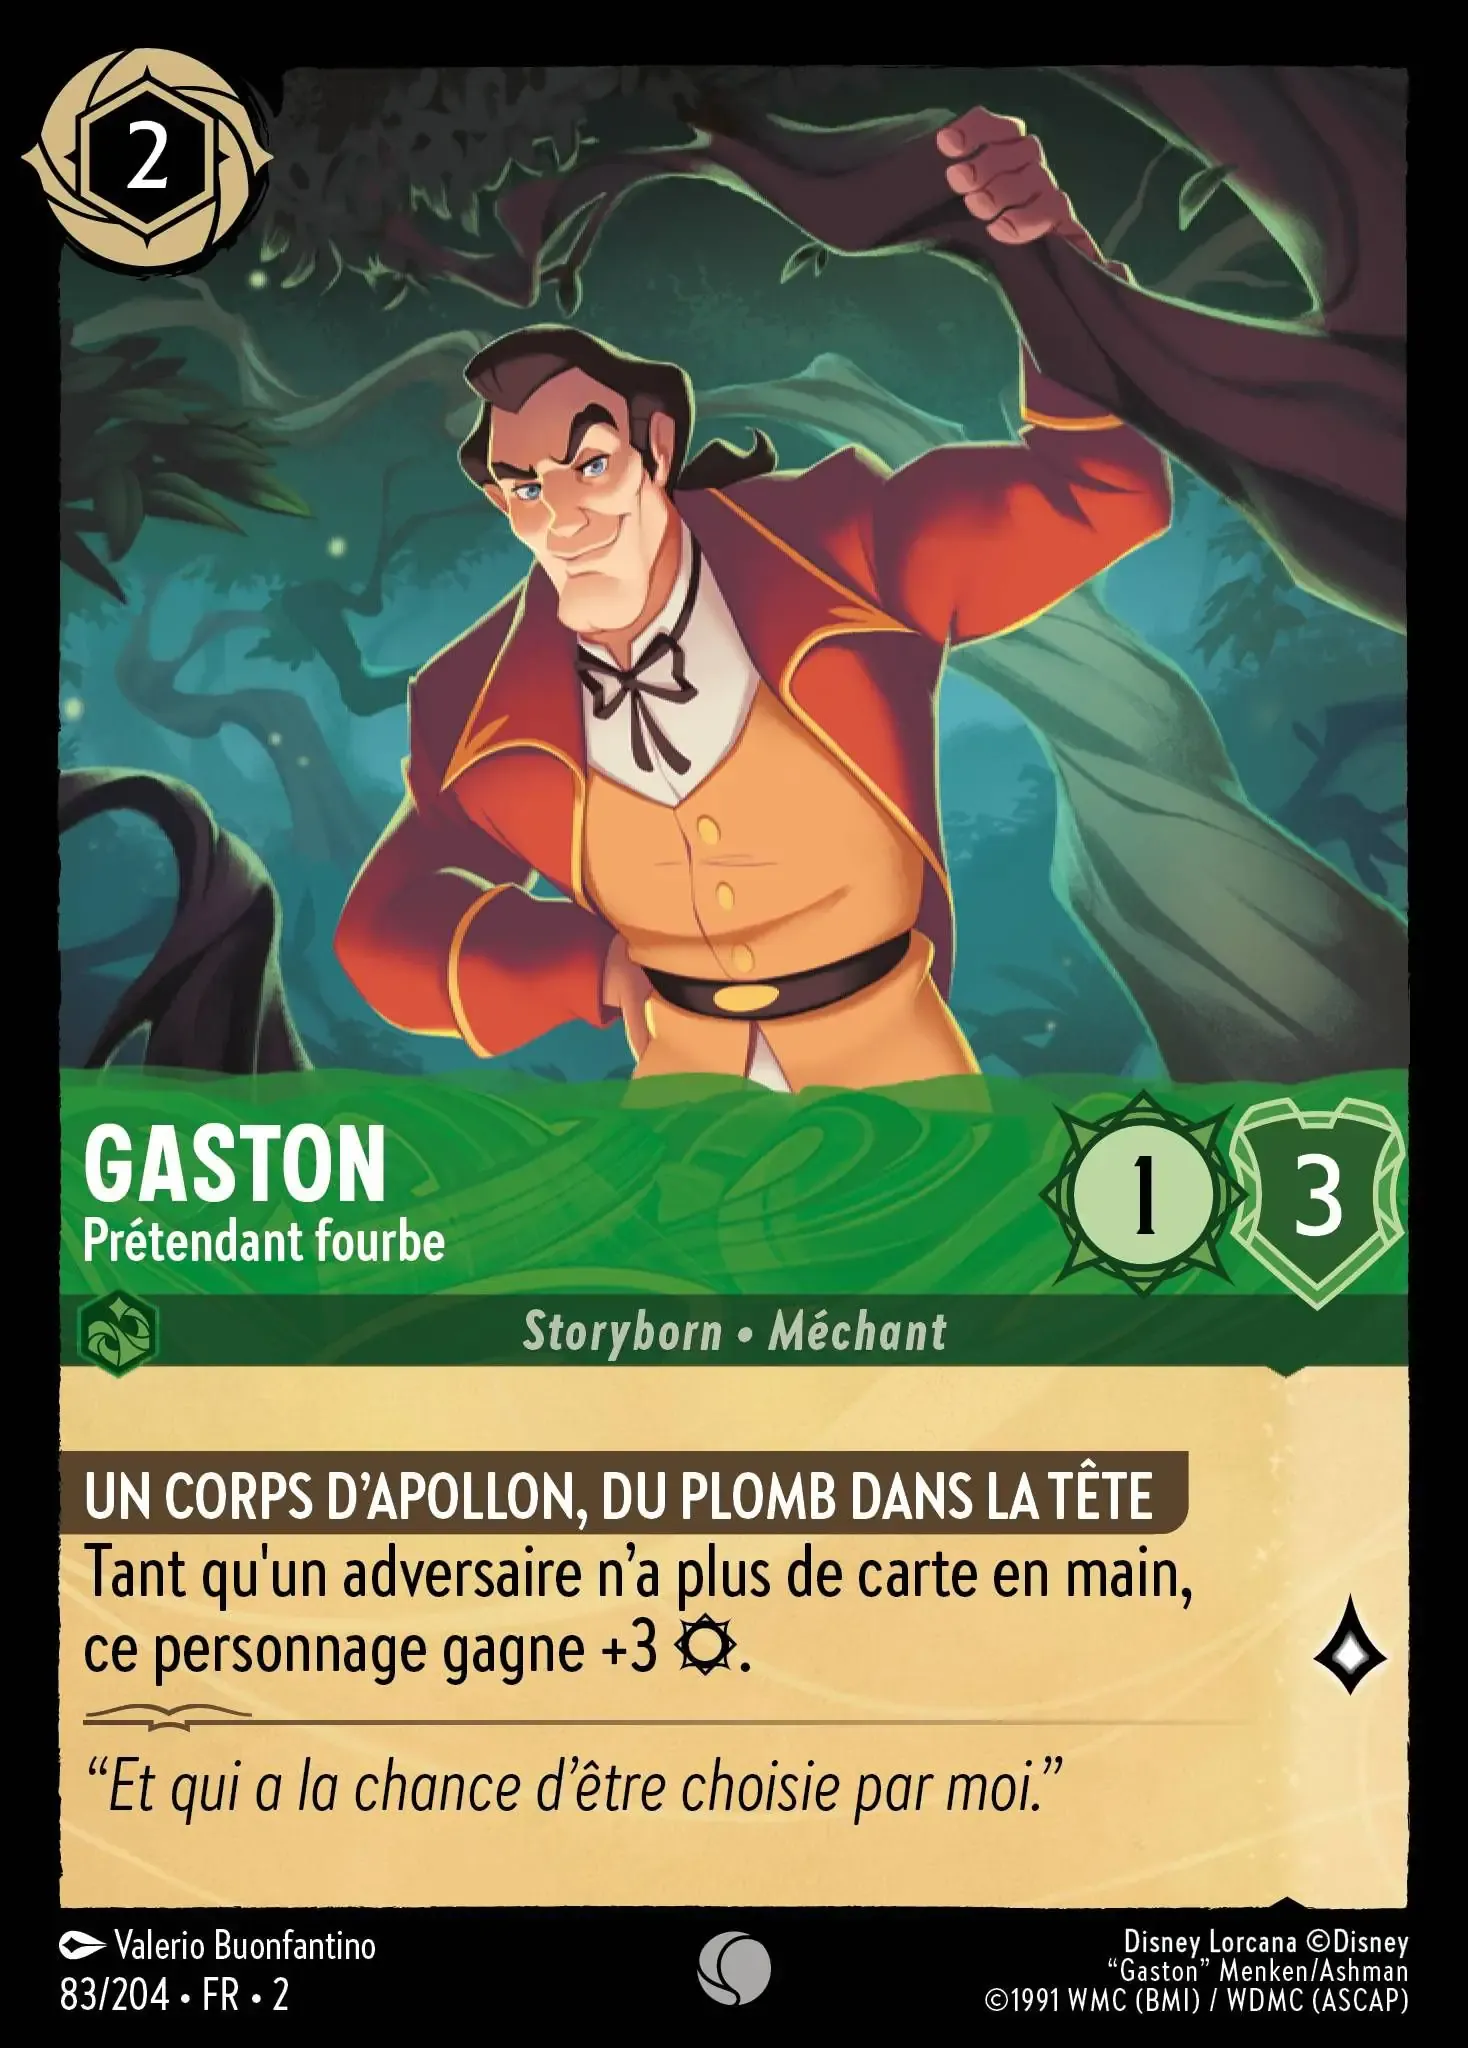 2
GASTON
Prétendant fourbe
1
3
Storyborn • Méchant
UN CORPS D’APOLLON, DU PLOMB DANS LA TÊTE
Tant qu'un adversaire n’a plus de carte en main,
ce personnage gagne +3 .
“Et qui a la chance d’être choisie par moi.”
Valerio Buonfantino
83/204 • FR • 2
Disney Lorcana ©Disney
“Gaston” Menken/Ashman
©1991 WMC (BMI) / WDMC (ASCAP)